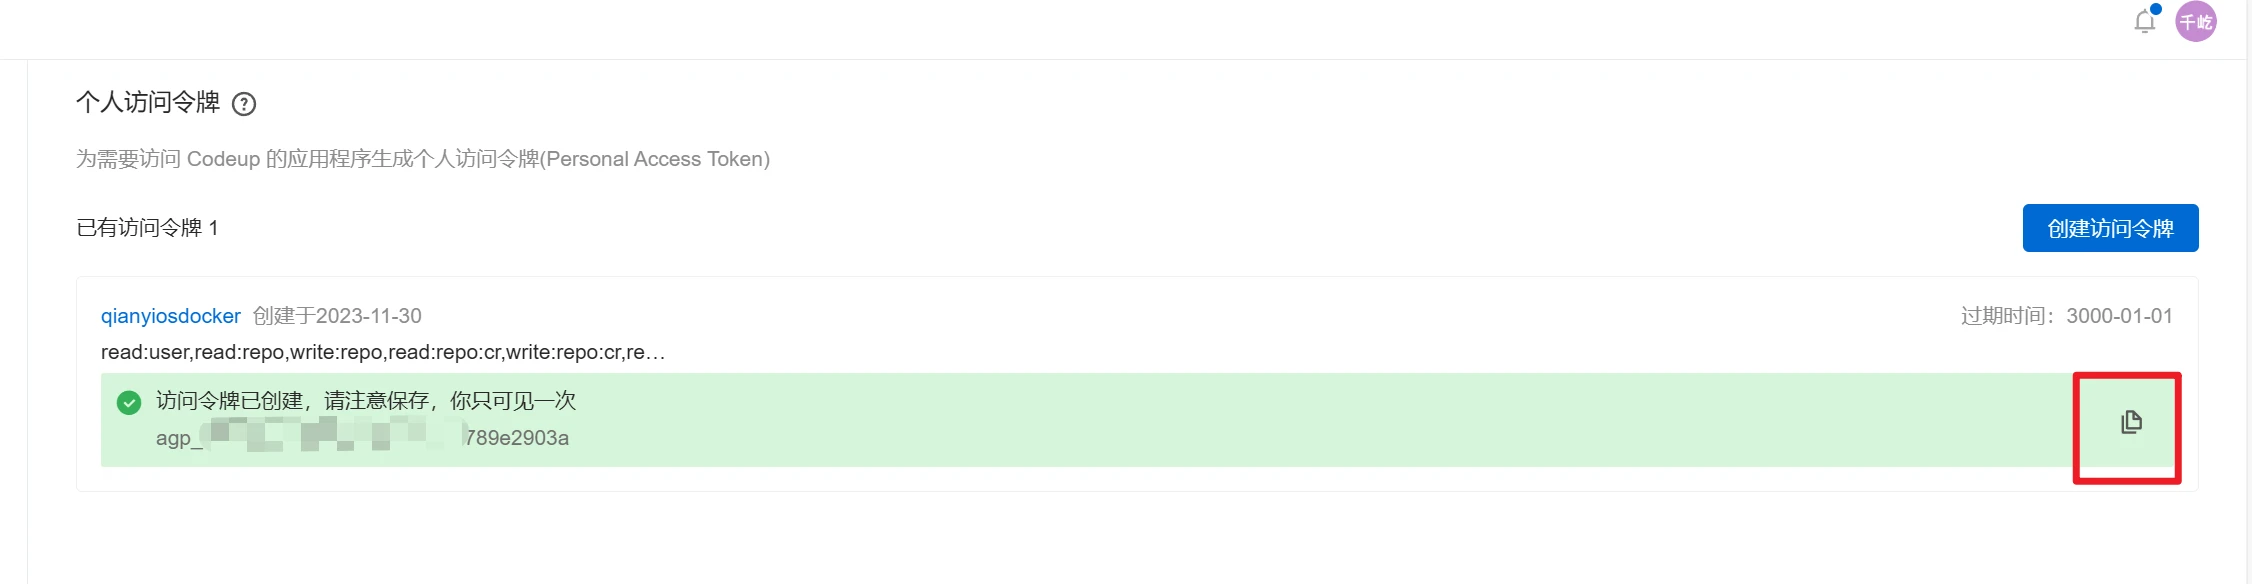 千屹
个人访问令牌 ?
为需要访问 Codeup 的应用程序生成个人访问令牌(Personal Access Token)
已有访问令牌 1
创建访问令牌
qianyiosdocker 创建于2023-11-30
过期时间：3000-01-01
read:user,read:repo,write:repo,read:repo:cr,write:repo:cr,re…
访问令牌已创建，请注意保存，你只可见一次
agp_ 789e2903a